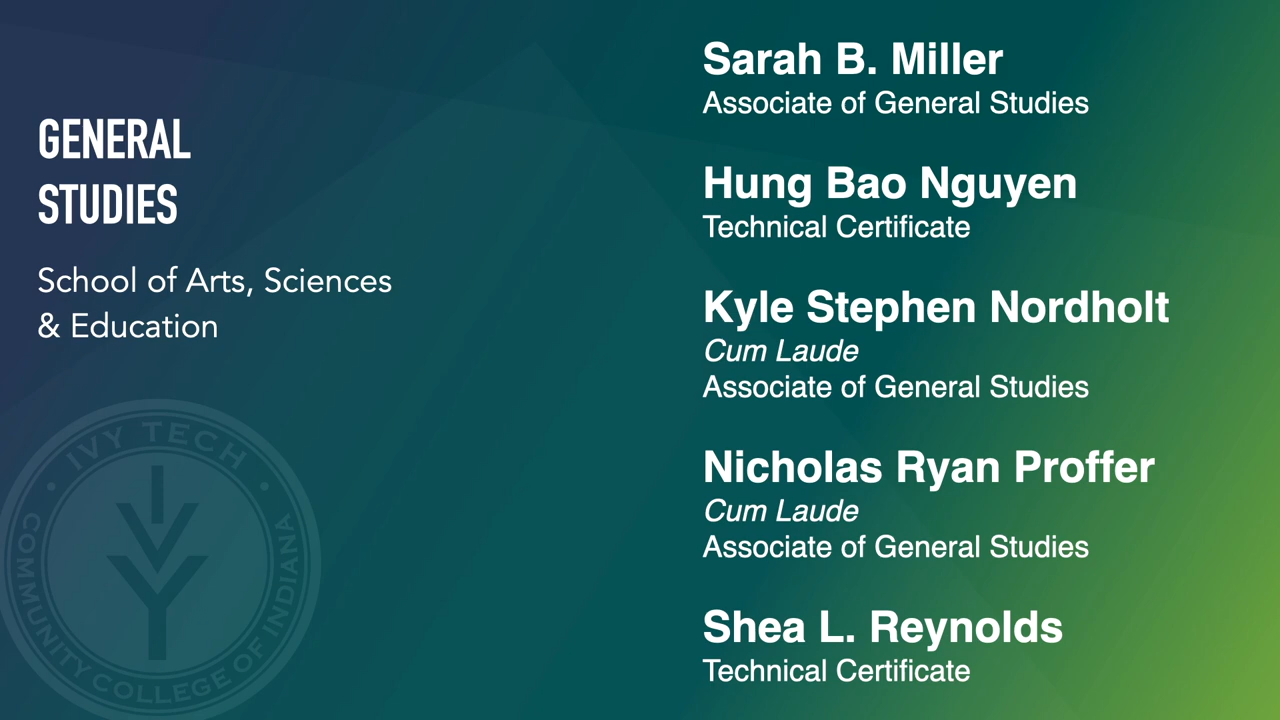 GENERAL
STUDIES
School of Arts, Sciences
& Education
IVY TECH
COMMUNITY COLLEGE OF INDIANA
Sarah B. Miller
Associate of General Studies
Hung Bao Nguyen
Technical Certificate
Kyle Stephen Nordholt
Cum Laude
Associate of General Studies
Nicholas Ryan Proffer
Cum Laude
Associate of General Studies
Shea L. Reynolds
Technical Certificate